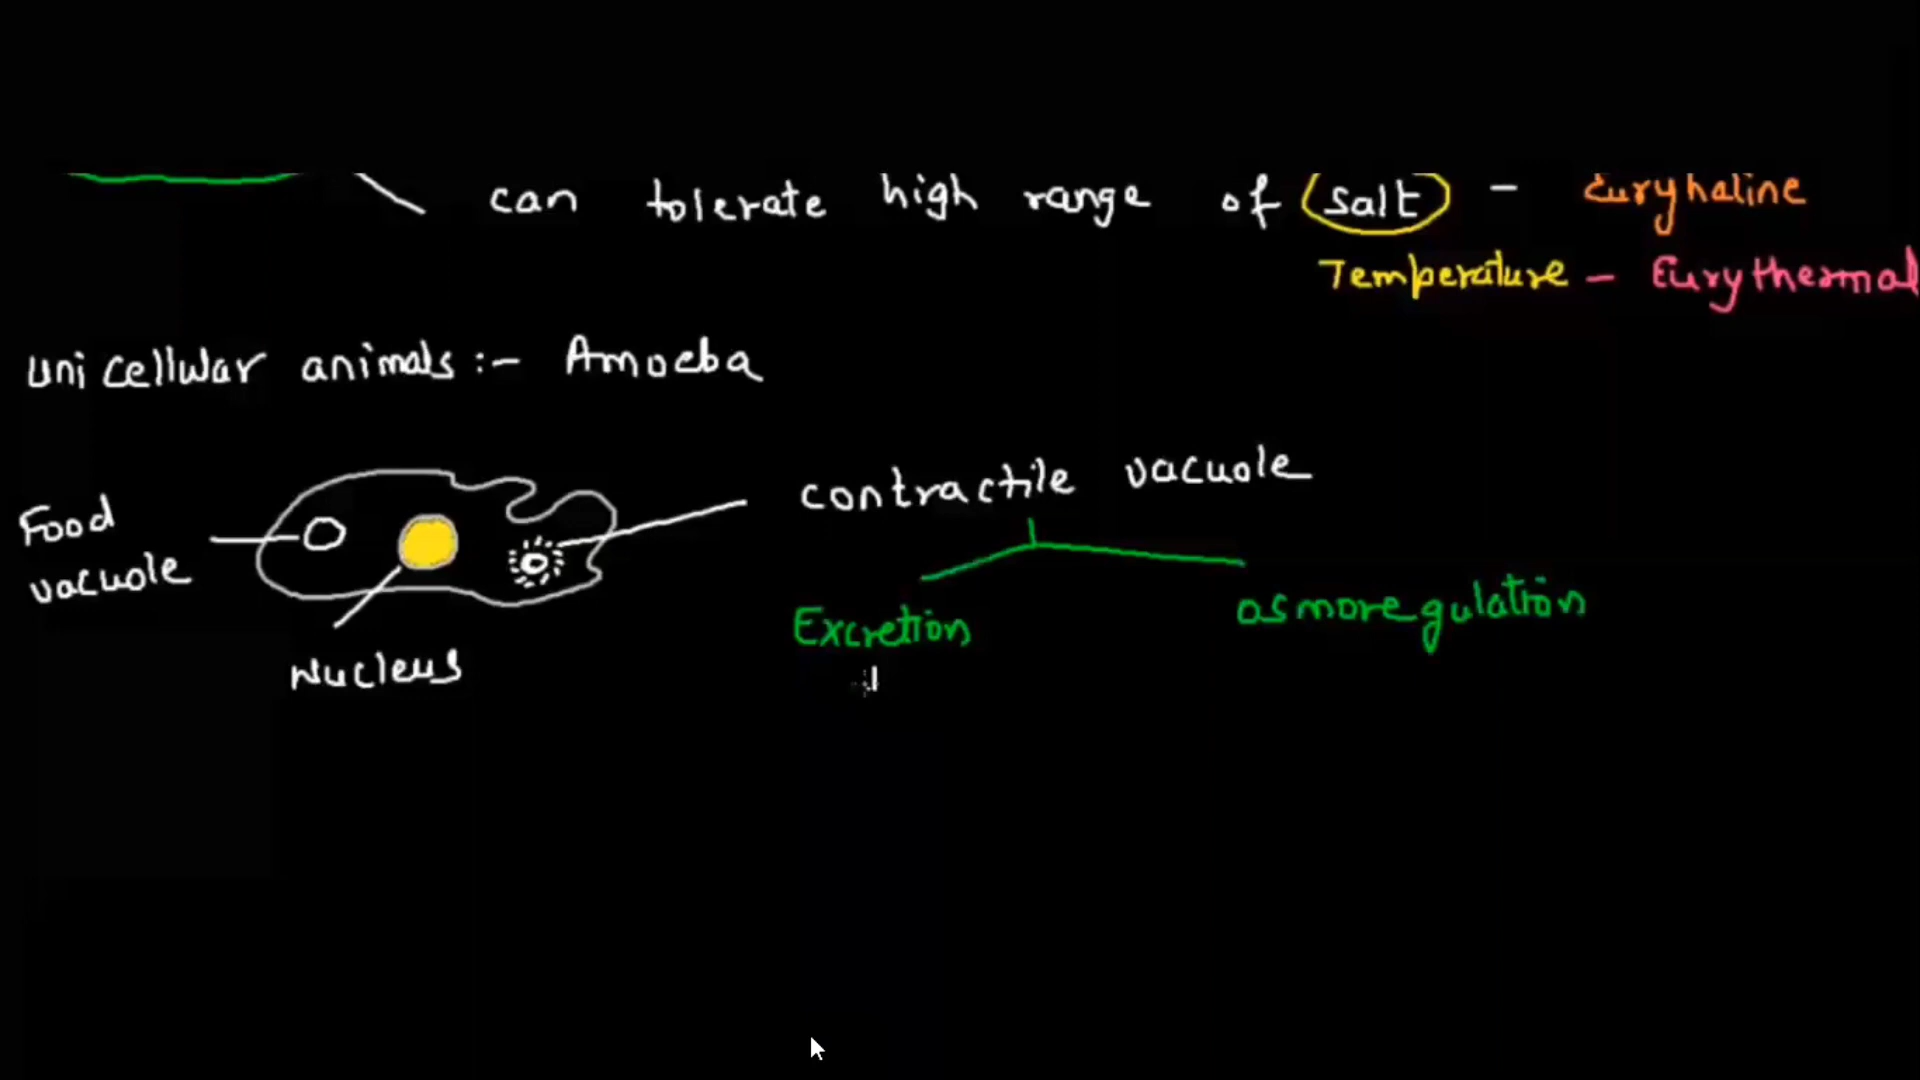 can tolerate high range of salt - Euryhaline
Temperature - Eurythermal
unicellular animals :- Amoeba
contractile vacuole
Food
vacuole
Excretion
osmoregulation
Nucleus